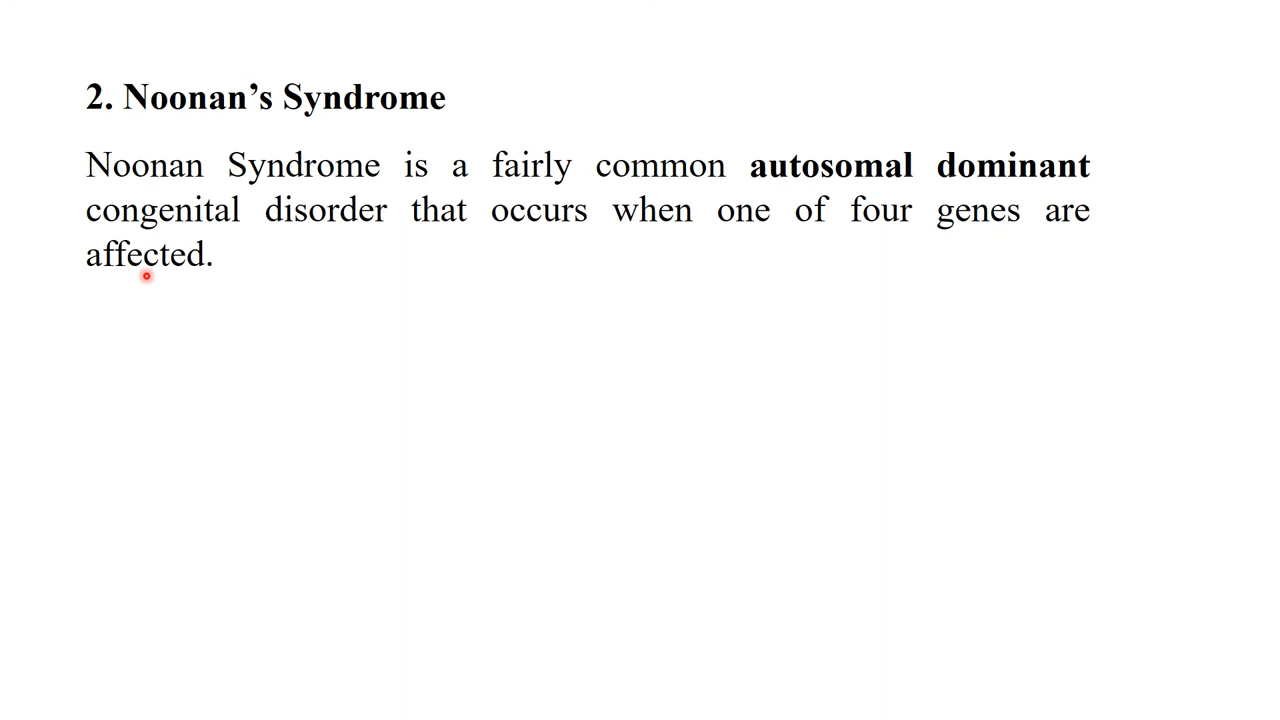 2. Noonan’s Syndrome
Noonan Syndrome is a fairly common autosomal dominant
congenital disorder that occurs when one of four genes are
affected.